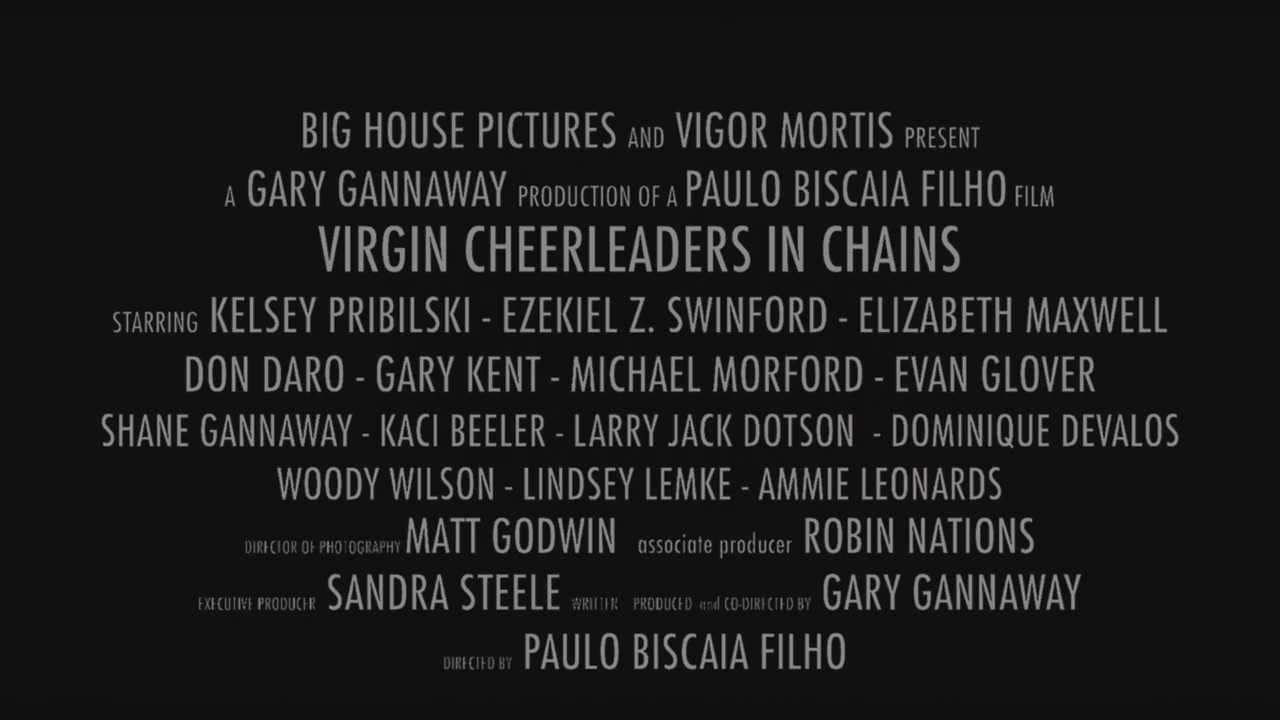 BIG HOUSE PICTURES AND VIGOR MORTIS PRESENT
A GARY GANNAWAY PRODUCTION OF A PAULO BISCAIA FILHO FILM
VIRGIN CHEERLEADERS IN CHAINS
STARRING KELSEY PRIBILSKI - EZEKIEL Z. SWINFORD - ELIZABETH MAXWELL
DON DARO - GARY KENT - MICHAEL MORFORD - EVAN GLOVER
SHANE GANNAWAY - KACI BEELER - LARRY JACK DOTSON - DOMINIQUE DEVALOS
WOODY WILSON - LINDSEY LEMKE - AMMIE LEONARDS
DIRECTOR OF PHOTOGRAPHY MATT GODWIN associate producer ROBIN NATIONS
EXECUTIVE PRODUCER SANDRA STEELE WRITTEN PRODUCED and CO-DIRECTED BY GARY GANNAWAY
DIRECTED BY PAULO BISCAIA FILHO